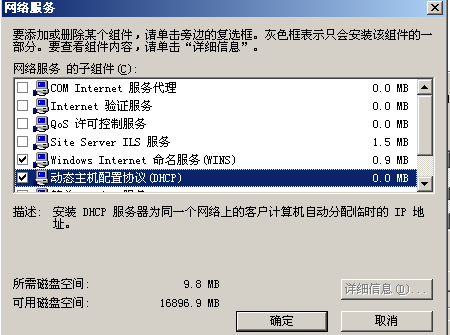 网络服务
要添加或删除某个组件，请单击旁边的复选框。灰色框表示只会安装该组件的一
部分。要查看组件内容，请单击“详细信息”。
网络服务 的子组件(C):
COM Internet 服务代理 0.0 MB
Internet 验证服务 0.0 MB
QoS 许可控制服务 0.0 MB
Site Server ILS 服务 1.5 MB
Windows Internet 命名服务(WINS) 0.9 MB
动态主机配置协议(DHCP) 0.0 MB
描述: 安装 DHCP 服务器为同一个网络上的客户计算机自动分配临时的 IP 地
址。
所需磁盘空间: 9.8 MB
详细信息(D)...
可用磁盘空间: 16896.9 MB
确定 取消